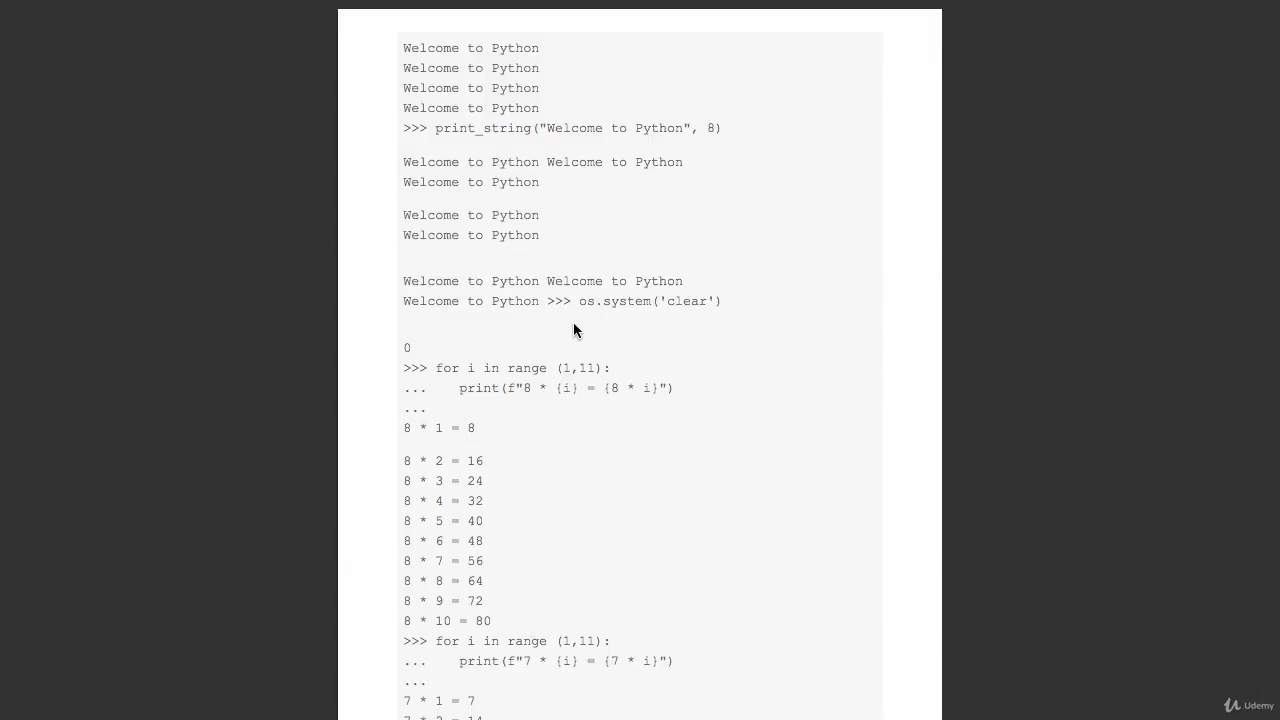 Welcome to Python
Welcome to Python
Welcome to Python
Welcome to Python
>>> print_string("Welcome to Python", 8)
Welcome to Python Welcome to Python
Welcome to Python
Welcome to Python
Welcome to Python
Welcome to Python Welcome to Python
Welcome to Python >>> os.system('clear')
0
>>> for i in range (1,11):
...    print(f"8 * {i} = {8 * i}")
...
8 * 1 = 8
8 * 2 = 16
8 * 3 = 24
8 * 4 = 32
8 * 5 = 40
8 * 6 = 48
8 * 7 = 56
8 * 8 = 64
8 * 9 = 72
8 * 10 = 80
>>> for i in range (1,11):
...    print(f"7 * {i} = {7 * i}")
...
7 * 1 = 7
7 * 2 = 14
Udemy